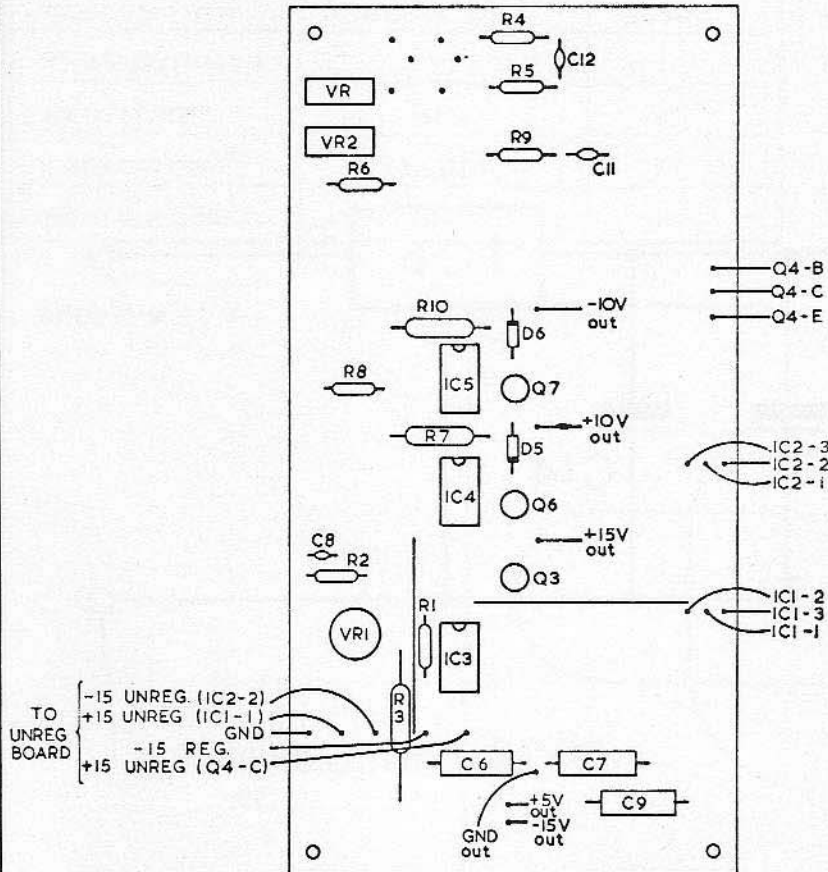 R4
C12
R5
VR
VR2
R9
C11
R6
Q4-B
Q4-C
Q4-E
-10V
out
R10
D6
IC5
R8
Q7
+10V
out
R7
D5
IC2-3
IC2-2
IC2-1
IC4
Q6
+15V
out
C8
R2
Q3
IC1-2
IC1-3
IC1-1
R1
VR1
IC3
TO
UNREG
BOARD
-15 UNREG. (IC2-2)
+15 UNREG (IC1-1)
GND
-15 REG.
+15 UNREG (Q4-C)
R3
C6
C7
C9
+5V
out
-15V
out
GND
out